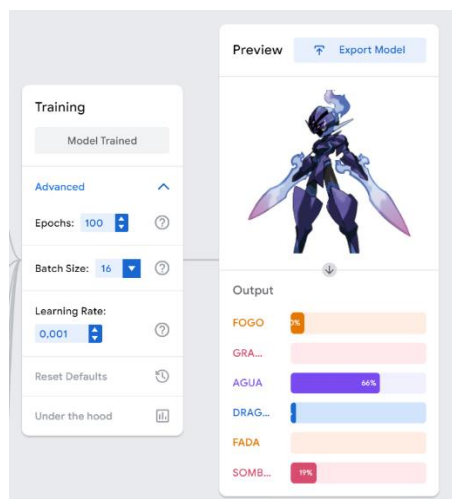 Preview
Export Model
Training
Model Trained
Advanced
Epochs: 100
Batch Size: 16
Learning Rate:
0,001
Reset Defaults
Under the hood
Output
FOGO
GRA...
AGUA 66%
DRAG...
FADA
SOMB... 19%